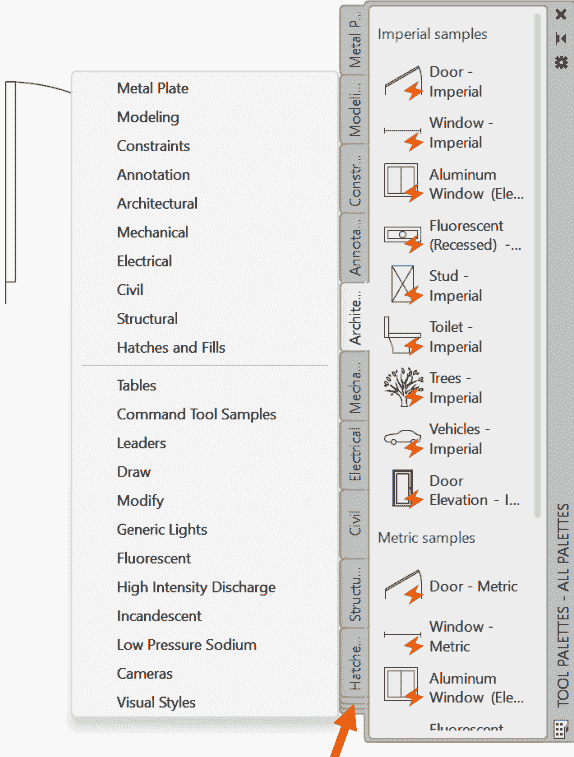 Metal Plate
Modeling
Constraints
Annotation
Architectural
Mechanical
Electrical
Civil
Structural
Hatches and Fills
Tables
Command Tool Samples
Leaders
Draw
Modify
Generic Lights
Fluorescent
High Intensity Discharge
Incandescent
Low Pressure Sodium
Cameras
Visual Styles
Metal P...
Modeli...
Constr...
Annota...
Archite...
Mecha...
Electrical
Civil
Structu...
Hatche...
Imperial samples
Door -
Imperial
Window -
Imperial
Aluminum
Window (Ele...
Fluorescent
(Recessed) -...
Stud -
Imperial
Toilet -
Imperial
Trees -
Imperial
Vehicles -
Imperial
Door
Elevation - I...
Metric samples
Door - Metric
Window -
Metric
Aluminum
Window (Ele...
Fluorescent
TOOL PALETTES - ALL PALETTES